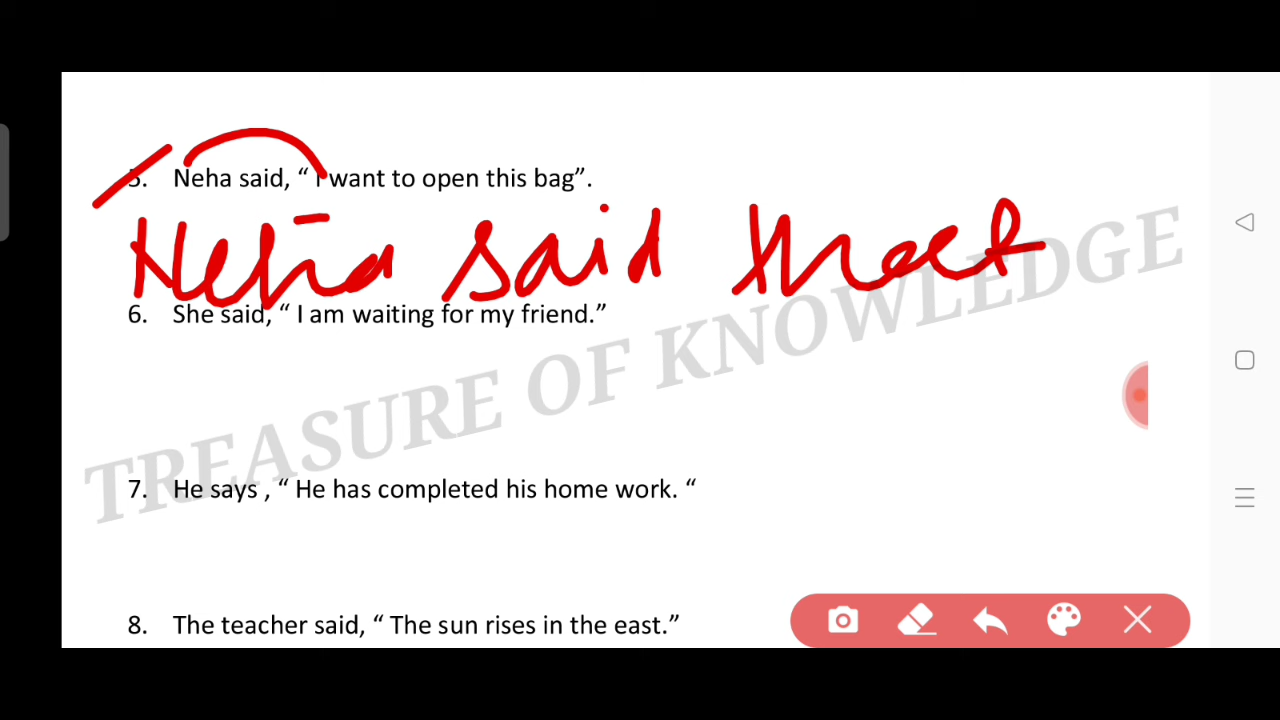 5. Neha said, “ I want to open this bag”.
Neha said that
6. She said, “ I am waiting for my friend.”
TREASURE OF KNOWLEDGE
7. He says , “ He has completed his home work. “
8. The teacher said, “ The sun rises in the east.”